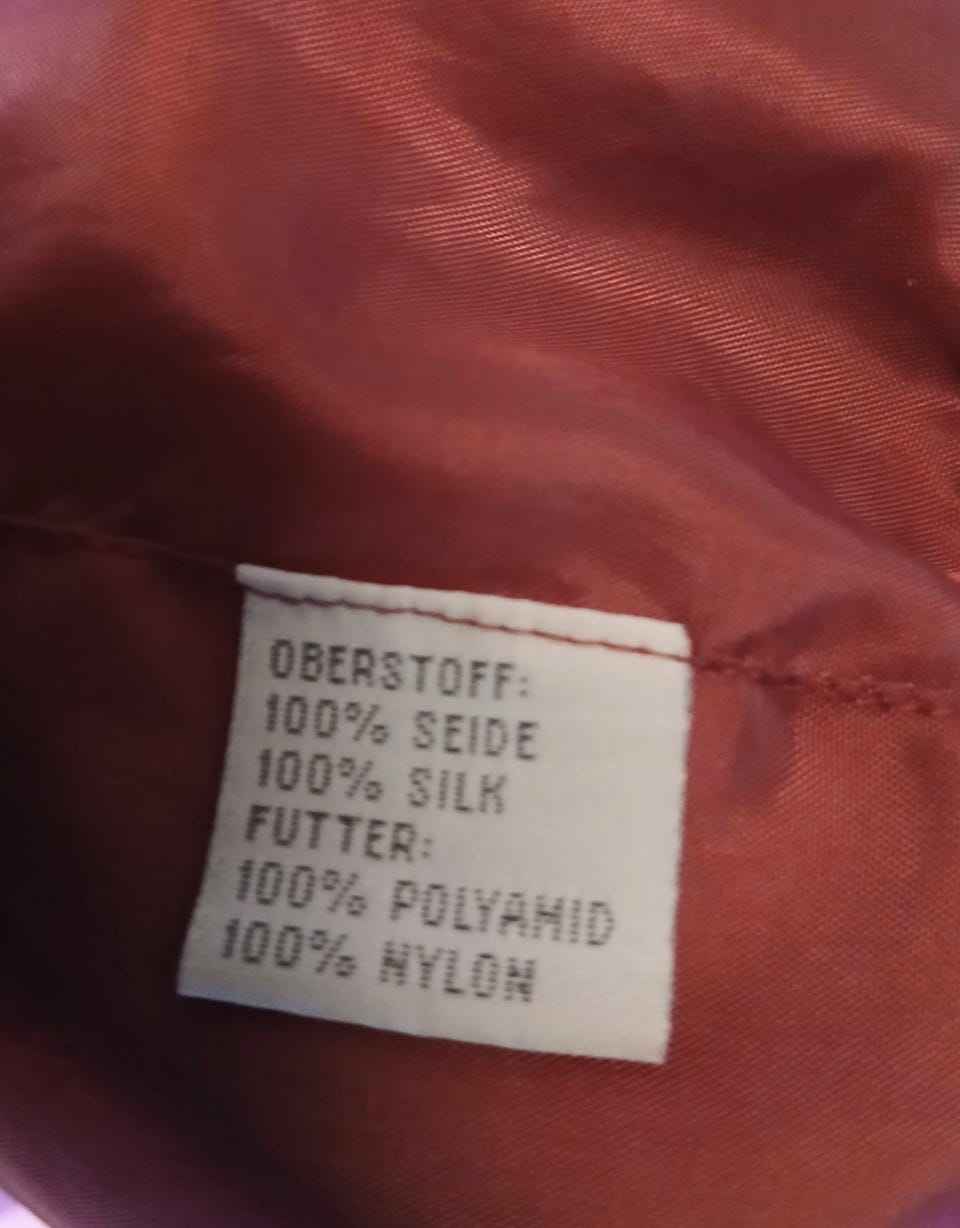 OBERSTOFF:
100% SEIDE
100% SILK
FUTTER:
100% POLYAMID
100% NYLON